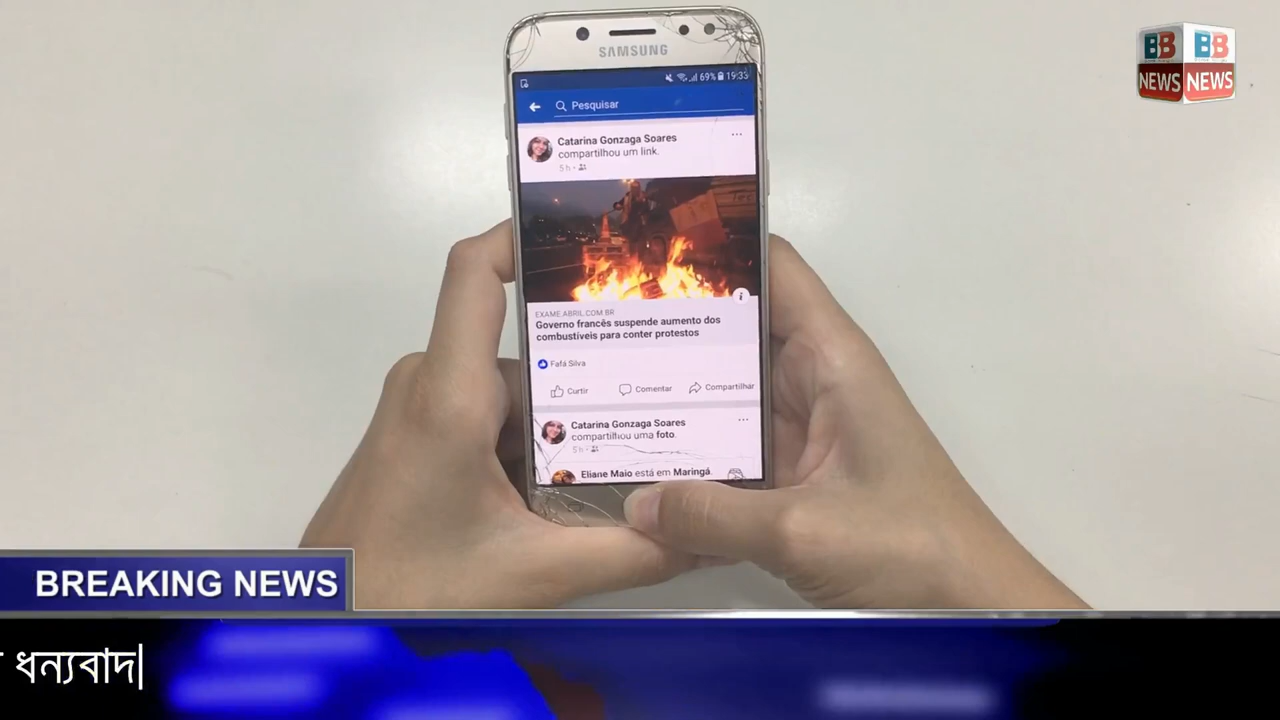 SAMSUNG
69% 19:33
Pesquisar
Catarina Gonzaga Soares
compartilhou um link.
5 h
EXAME.ABRIL.COM.BR
Governo francês suspende aumento dos
combustíveis para conter protestos
Fafá Silva
Curtir Comentar Compartilhar
Catarina Gonzaga Soares
compartilhou uma foto.
5 h
Eliane Maio está em Maringá.
BB BB
NEWS NEWS
BREAKING NEWS
ধন্যবাদ|